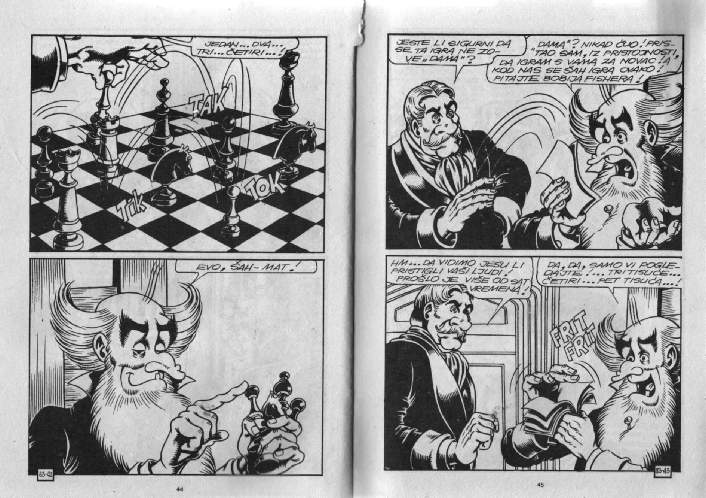 JEDAN... DVA...
TRI... ČETIRI...!
TAK
TOK
Tok
EVO, ŠAH-MAT!
44
JESTE LI SIGURNI DA
SE TA IGRA NE ZO-
VE „DAMA"?
„DAMA"? NIKAD ČUO! PRIS-
TAO SAM, IZ PRISTOJNOSTI,
DA IGRAM S VAMA ZA NOVAC! A
KOD NAS SE ŠAH IGRA OVAKO!
PITAJTE BOBIJA FISHERA!
HM... DA VIDIMO JESU LI
PRISTIGLI VAŠI LJUDI!
PROŠLO JE VIŠE OD SAT
VREMENA!
DA, DA, SAMO VI POGLE-
DAJTE!... TRI TISUĆE...
ČETIRI... PET TISUĆA...!
FRIT
FRIT
45